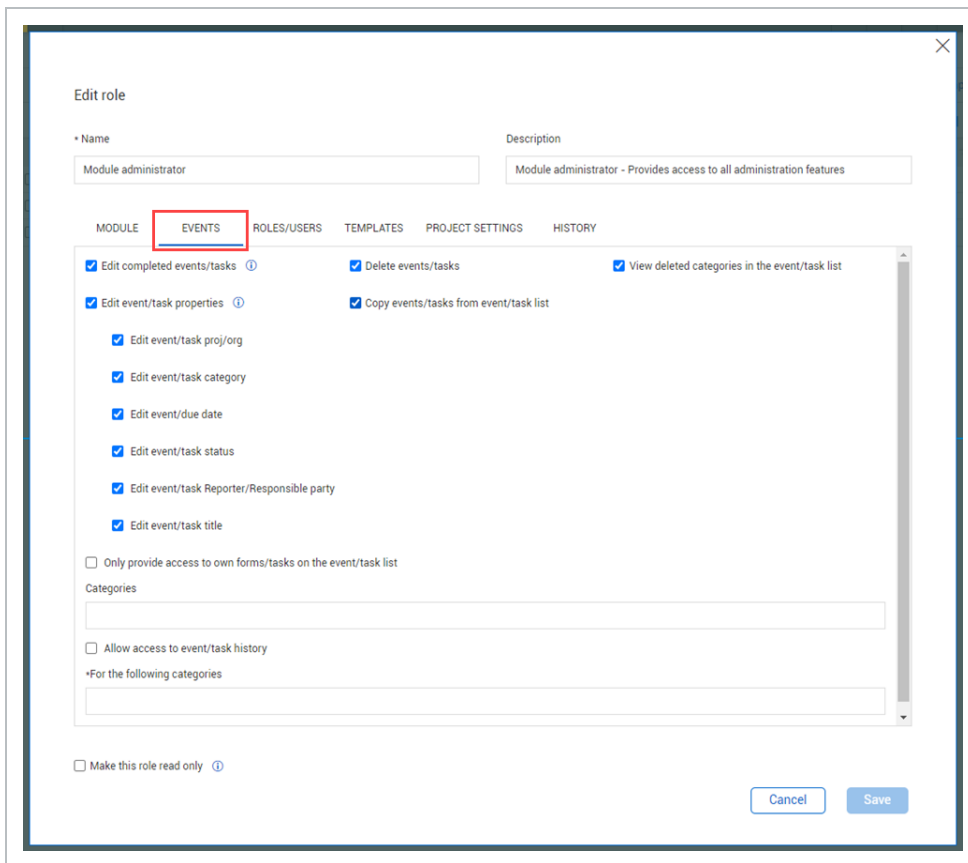 Edit role
* Name
Description
Module administrator
Module administrator - Provides access to all administration features
MODULE EVENTS ROLES/USERS TEMPLATES PROJECT SETTINGS HISTORY
Edit completed events/tasks
Delete events/tasks
View deleted categories in the event/task list
Edit event/task properties
Copy events/tasks from event/task list
Edit event/task proj/org
Edit event/task category
Edit event/due date
Edit event/task status
Edit event/task Reporter/Responsible party
Edit event/task title
Only provide access to own forms/tasks on the event/task list
Categories
Allow access to event/task history
*For the following categories
Make this role read only
Cancel
Save